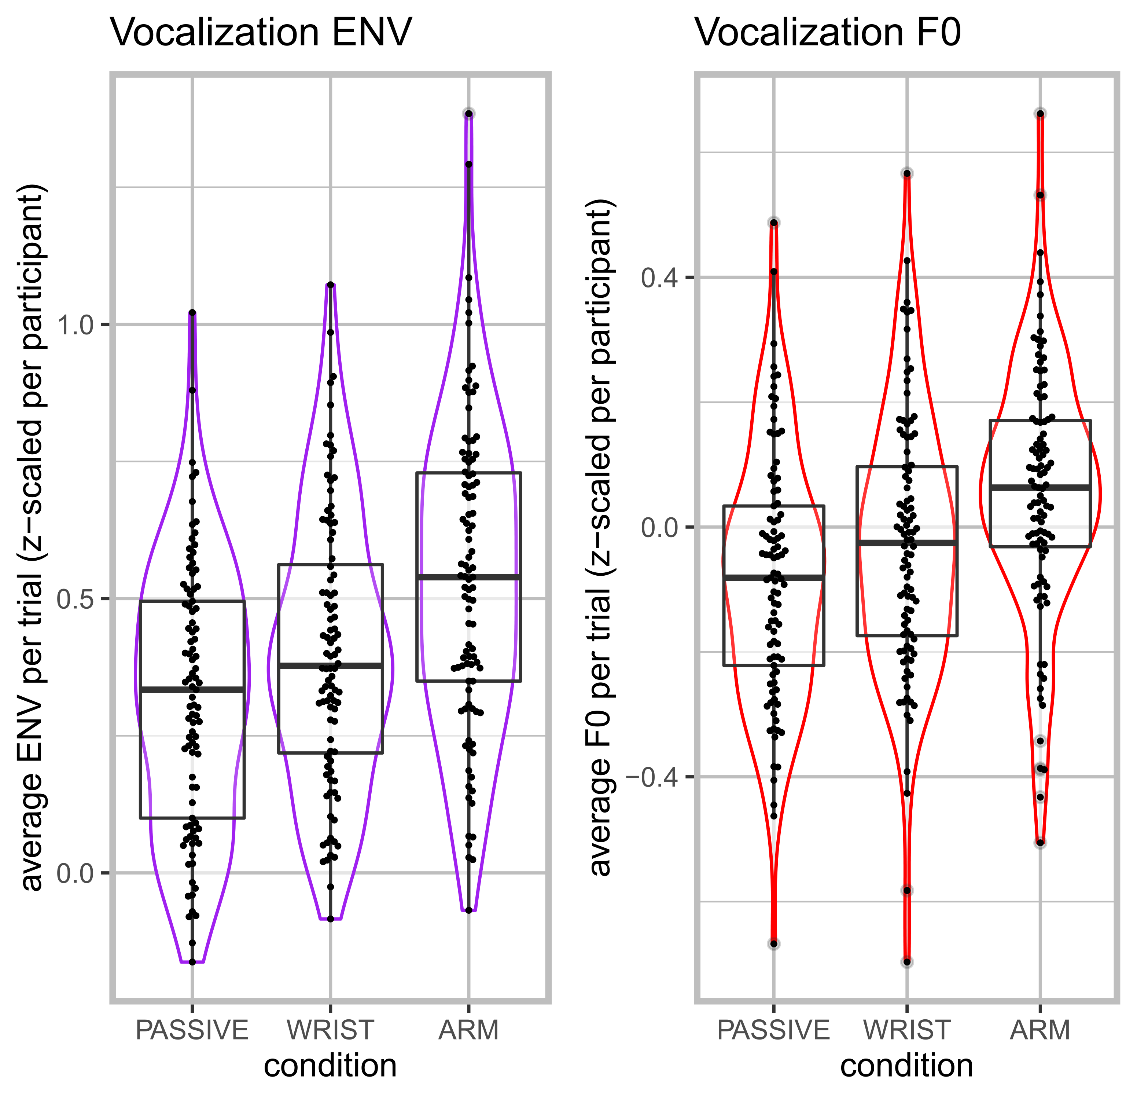 Vocalization ENV
average ENV per trial (z−scaled per participant)
1.0
0.5
0.0
PASSIVE WRIST ARM
condition
Vocalization F0
average F0 per trial (z−scaled per participant)
0.4
0.0
−0.4
PASSIVE WRIST ARM
condition